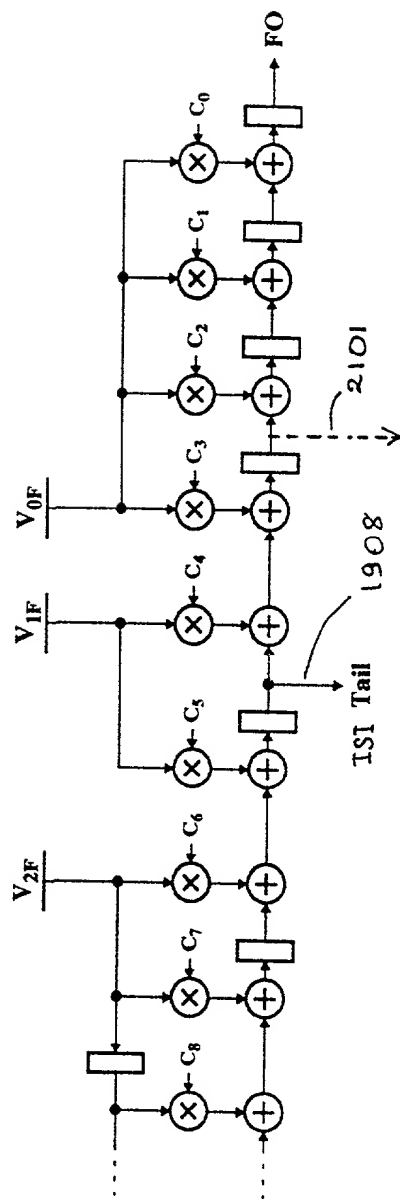 V2F
V1F
V0F
C8
C7
C6
C5
C4
C3
C2
C1
C0
FO
ISI Tail
1908
2101